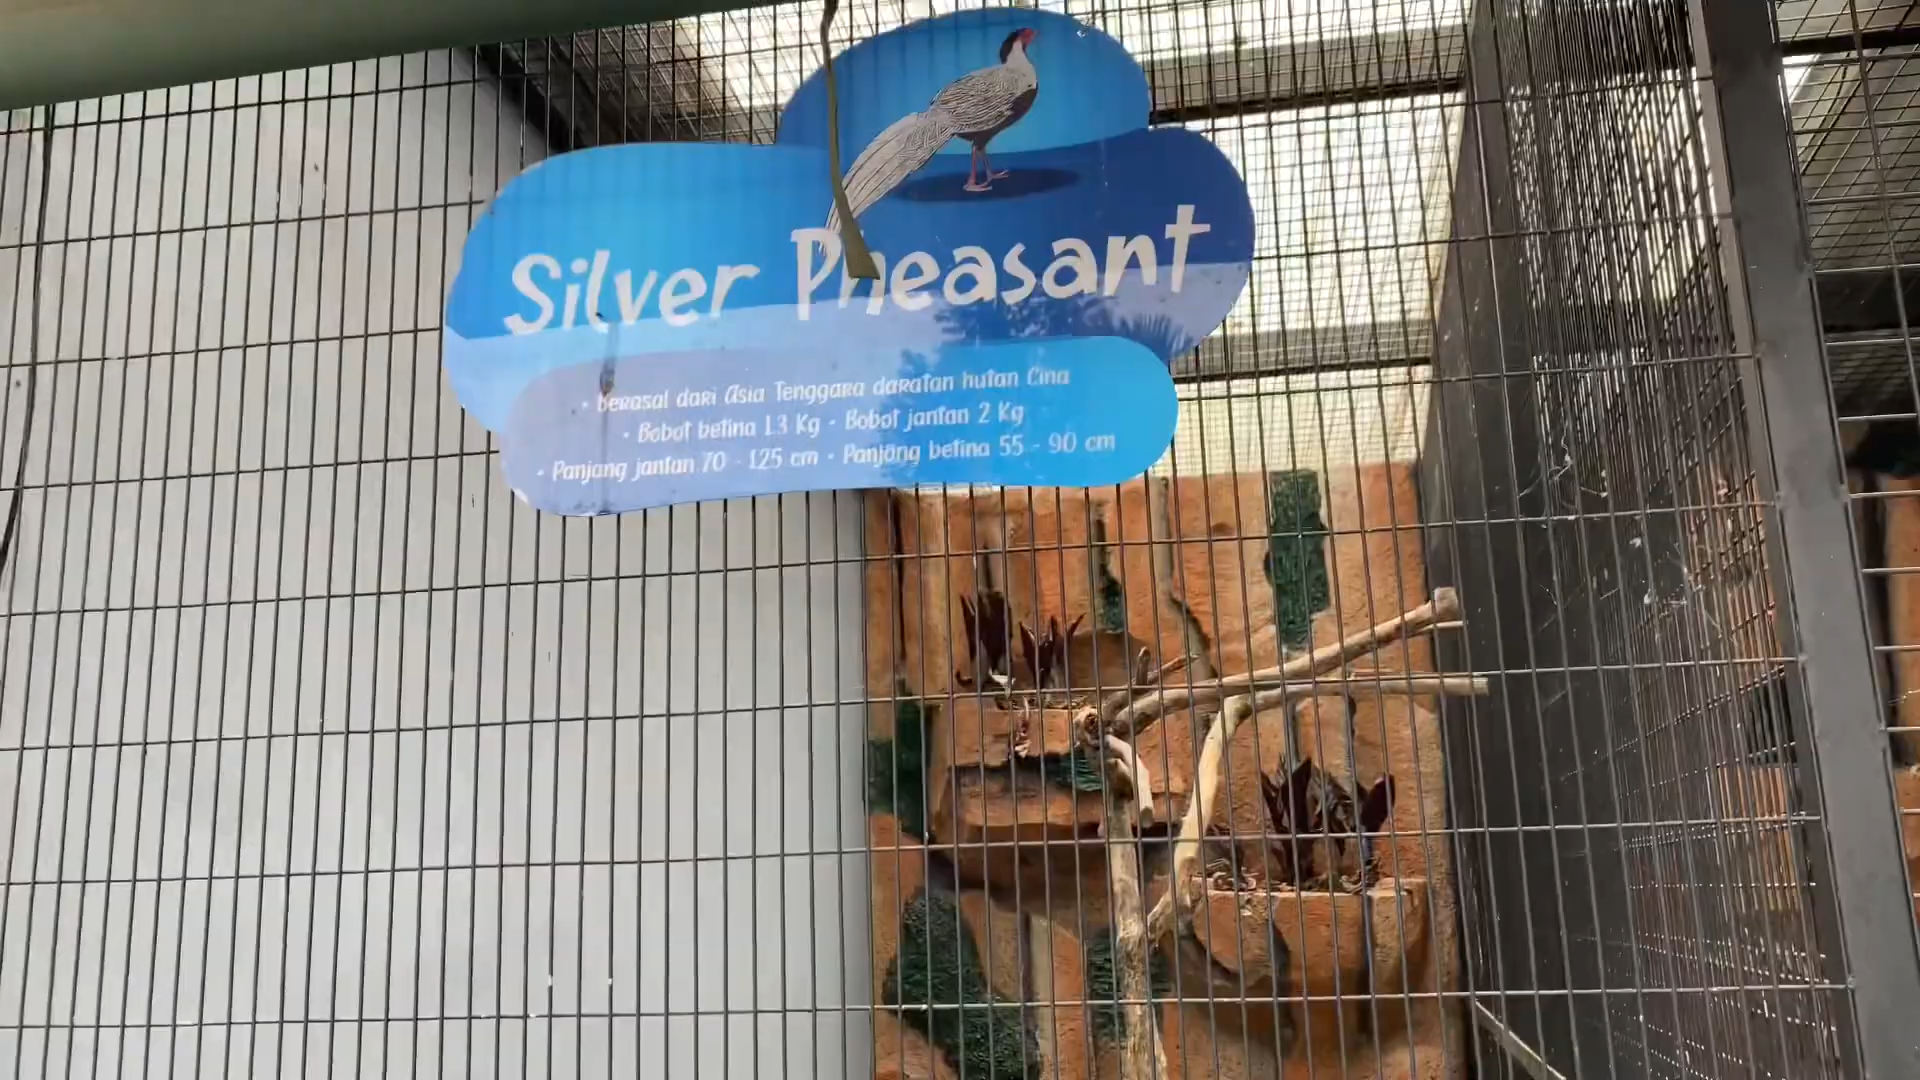 Silver Pheasant
• Berasal dari Asia Tenggara daratan hutan Cina
• Bobot betina 1.3 Kg - Bobot jantan 2 Kg
• Panjang jantan 70 - 125 cm - Panjang betina 55 - 90 cm